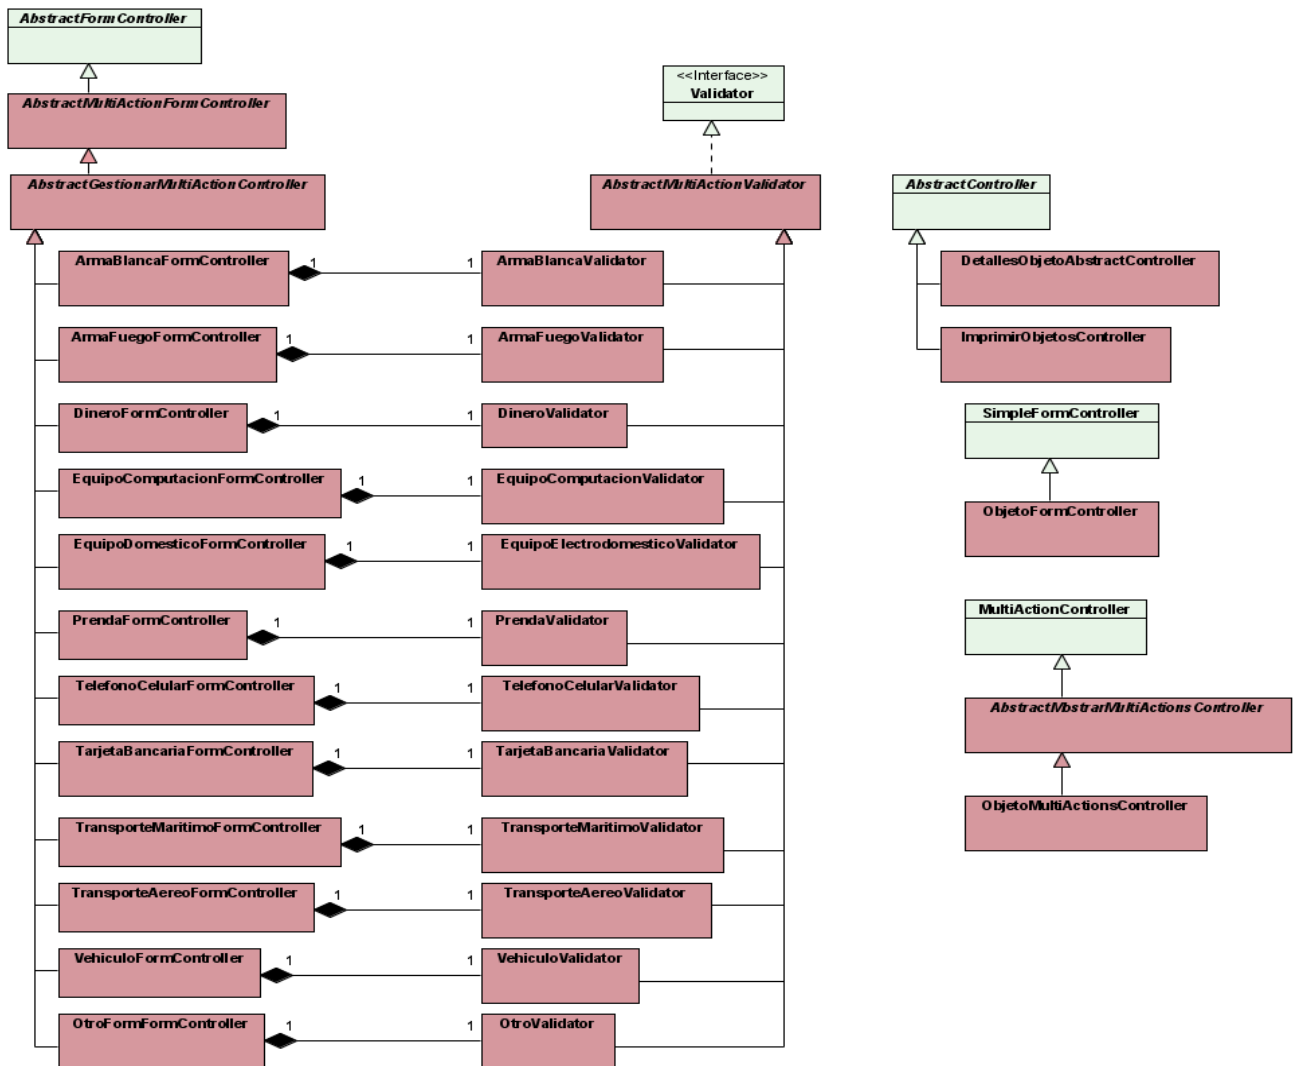 AbstractFormController
AbstractMultiActionFormController
AbstractGestionarMultiActionController
<<Interface>>
Validator
AbstractMultiActionValidator
ArmaBlancaFormController
1
1
ArmaBlancaValidator
ArmaFuegoFormController
1
1
ArmaFuegoValidator
DineroFormController
1
1
DineroValidator
EquipoComputacionFormController
1
1
EquipoComputacionValidator
EquipoDomesticoFormController
1
1
EquipoElectrodomesticoValidator
PrendaFormController
1
1
PrendaValidator
TelefonoCelularFormController
1
1
TelefonoCelularValidator
TarjetaBancariaFormController
1
1
TarjetaBancariaValidator
TransporteMaritimoFormController
1
1
TransporteMaritimoValidator
TransporteAereoFormController
1
1
TransporteAereoValidator
VehiculoFormController
1
1
VehiculoValidator
OtroFormFormController
1
1
OtroValidator
AbstractController
DetallesObjetoAbstractController
ImprimirObjetosController
SimpleFormController
ObjetoFormController
MultiActionController
AbstractMostrarMultiActionsController
ObjetoMultiActionsController